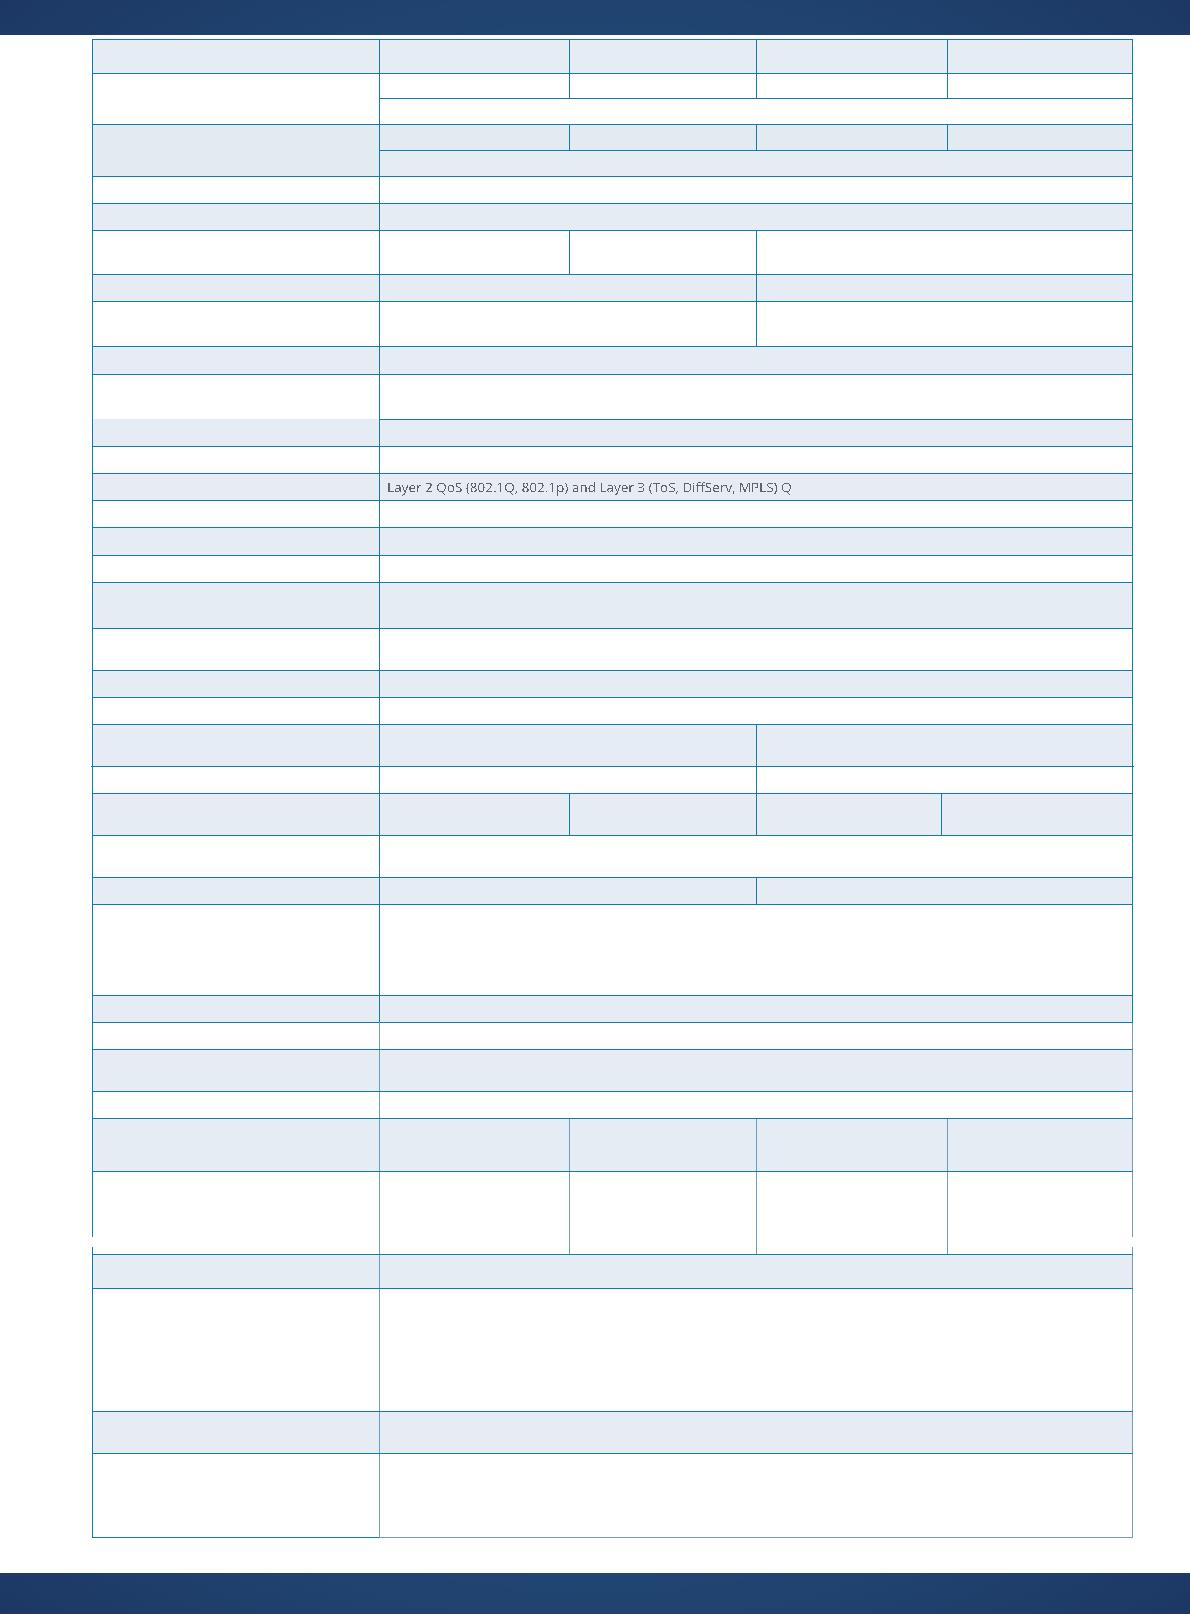 Layer 2 QoS (802.1Q, 802.1p) and Layer 3 (ToS, DiffServ, MPLS) Q